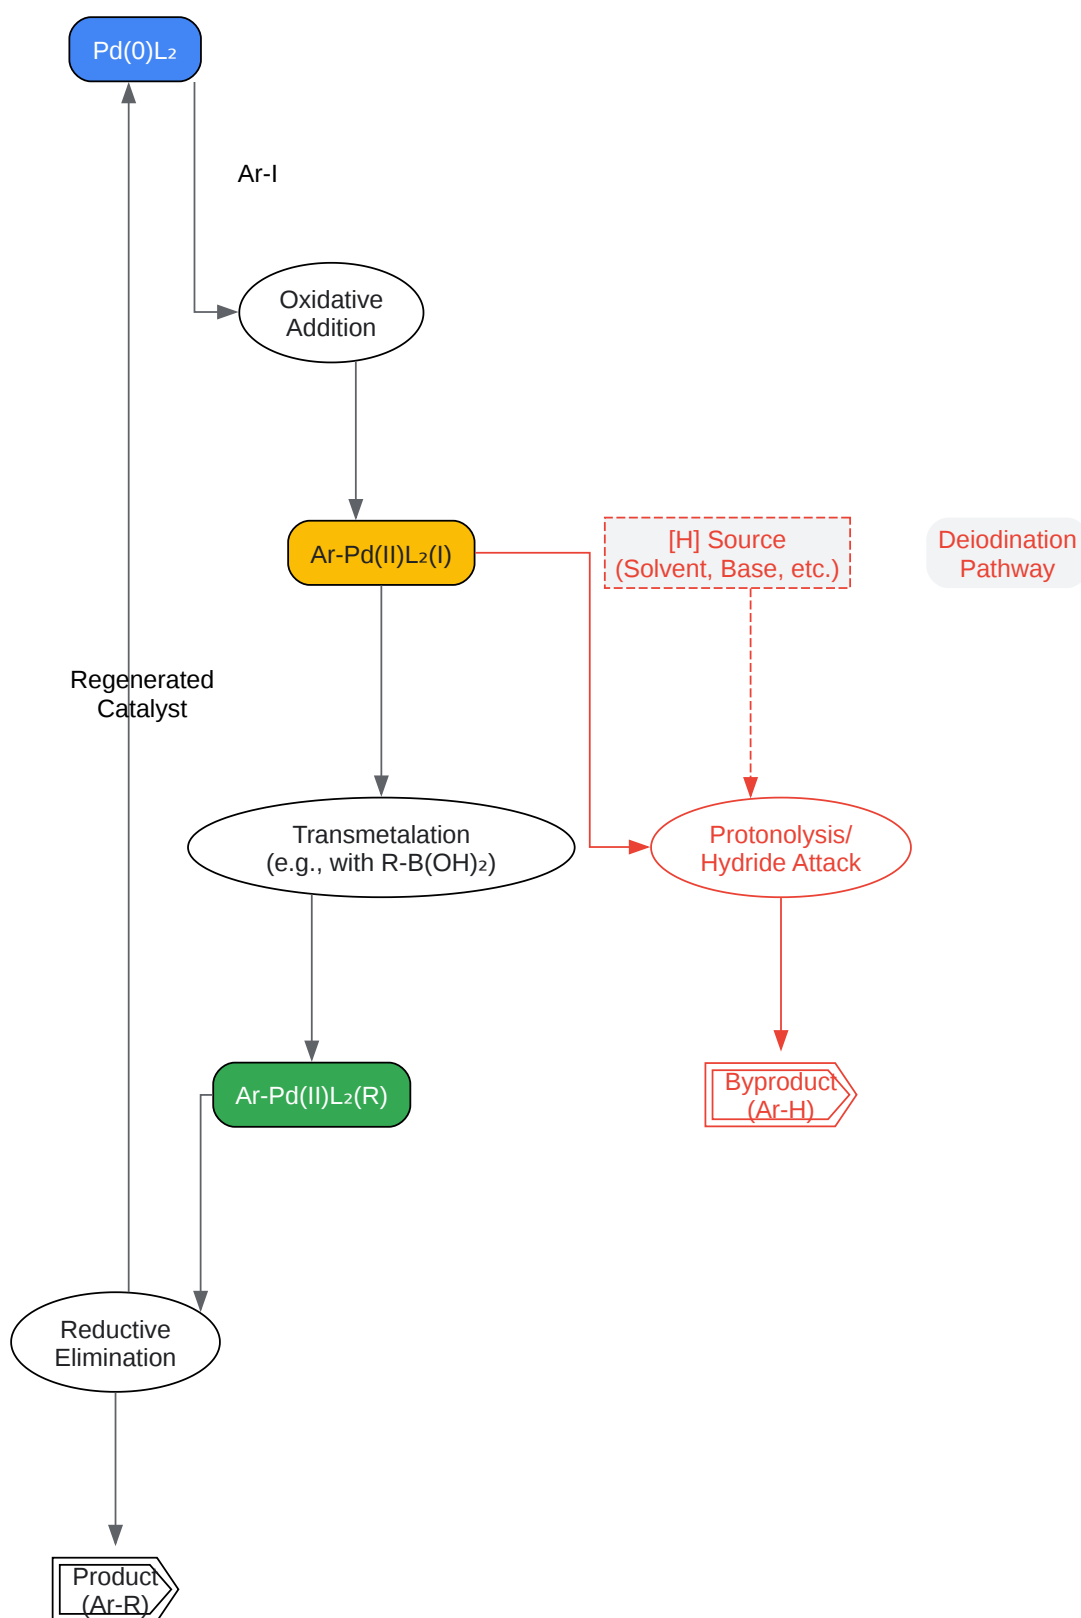 Pd(0)L₂
Ar-I
Oxidative
Addition
Ar-Pd(II)L₂(I)
[H] Source
(Solvent, Base, etc.)
Deiodination
Pathway
Regenerated
Catalyst
Transmetalation
(e.g., with R-B(OH)₂)
Protonolysis/
Hydride Attack
Ar-Pd(II)L₂(R)
Byproduct
(Ar-H)
Reductive
Elimination
Product
(Ar-R)